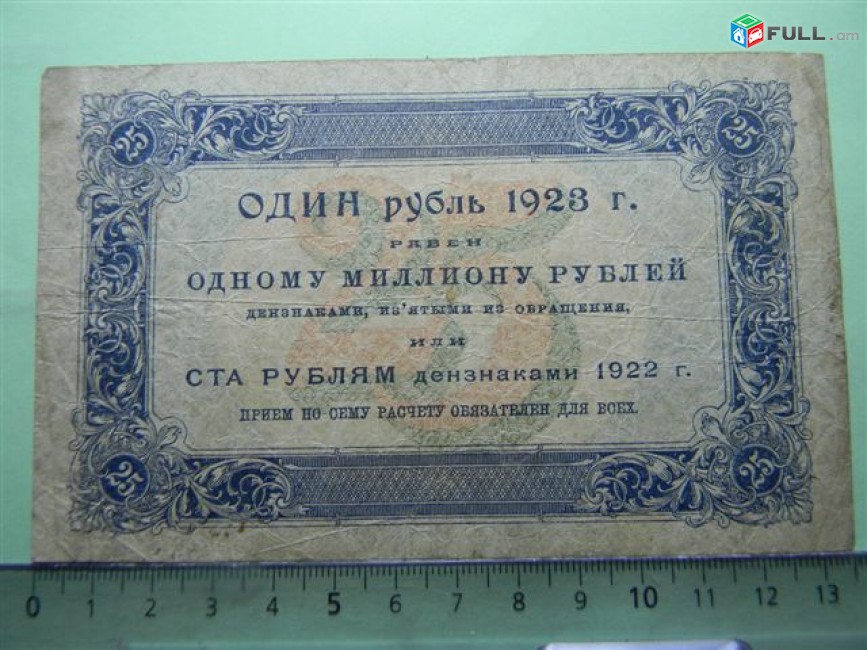 FULL.am
25 25
ОДИН рубль 1923 г.
РАВЕН
ОДНОМУ МИЛЛИОНУ РУБЛЕЙ
ДЕНЗНАКАМИ, ИЗ'ЯТЫМИ ИЗ ОБРАЩЕНИЯ,
ИЛИ
СТА РУБЛЯМ дензнаками 1922 г.
ПРИЕМ ПО СЕМУ РАСЧЕТУ ОБЯЗАТЕЛЕН ДЛЯ ВСЕХ.
25 25
0 1 2 3 4 5 6 7 8 9 10 11 12 13